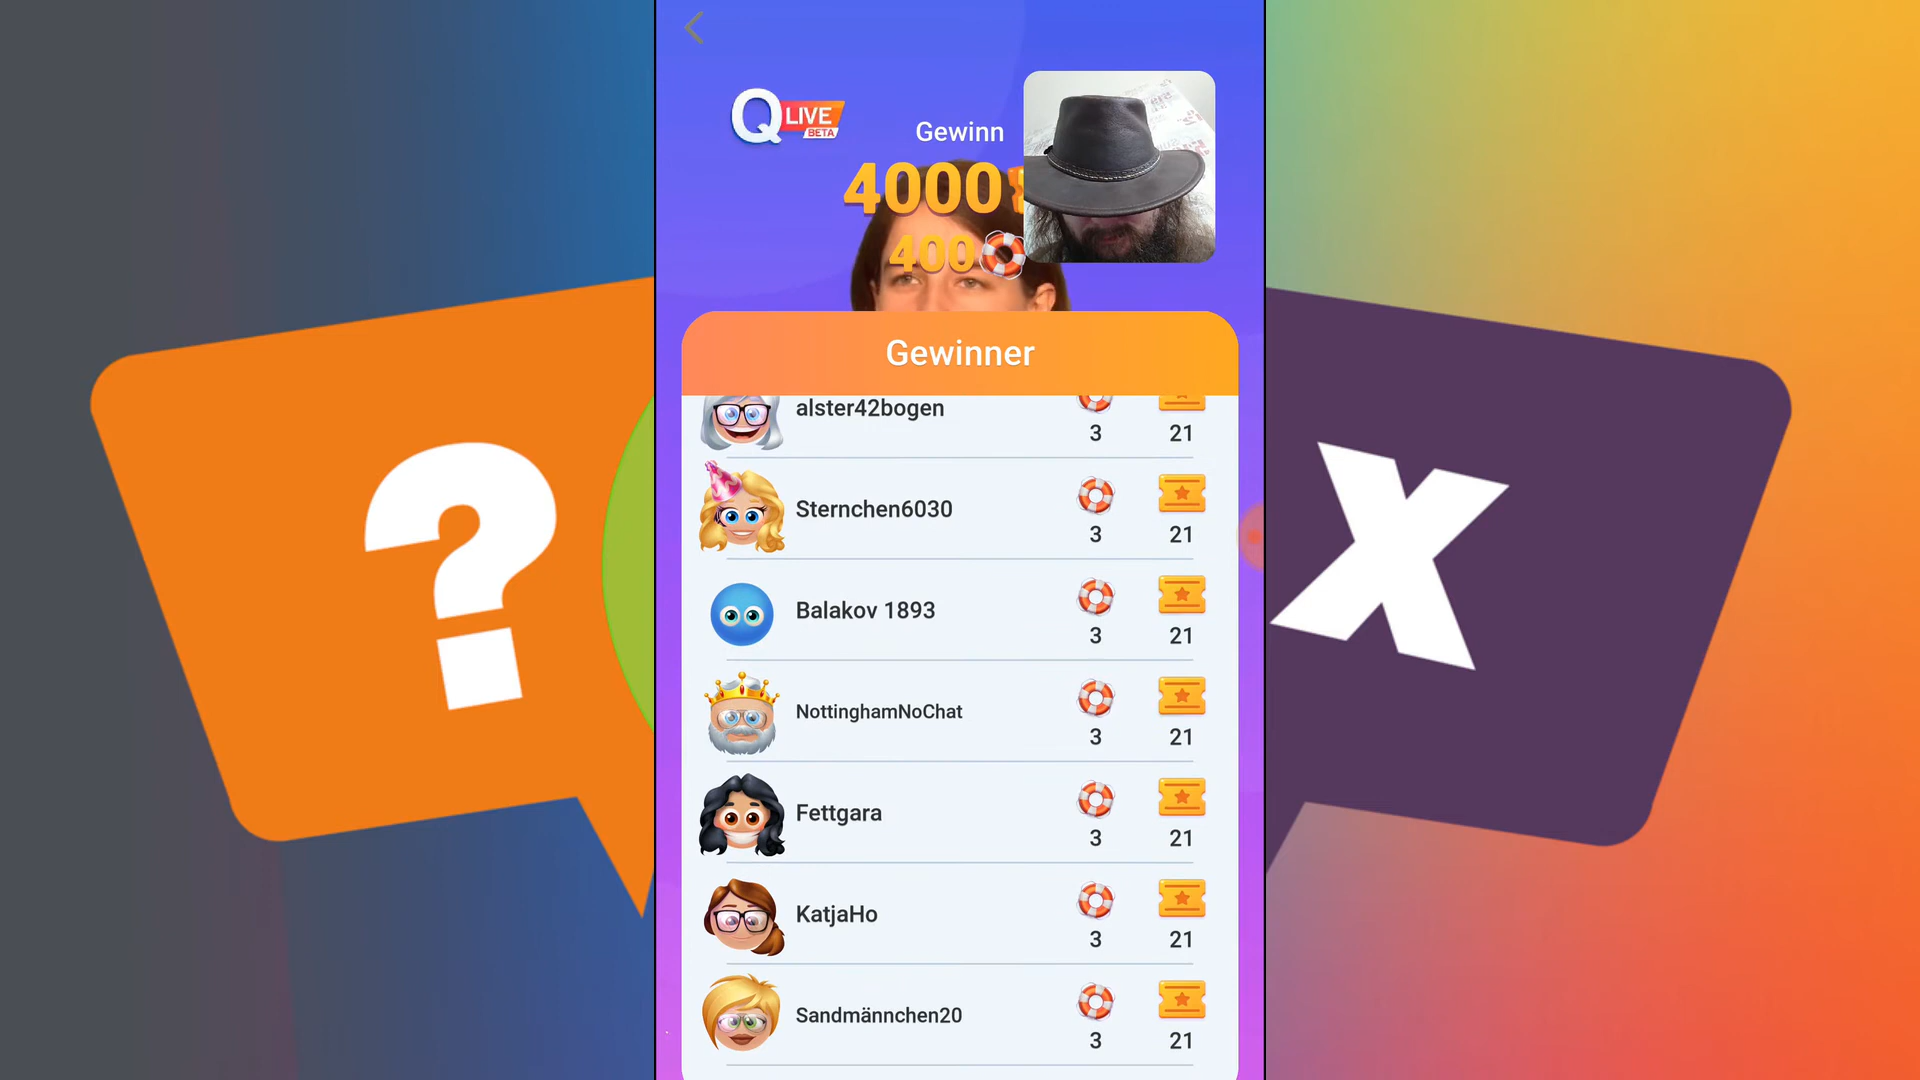 Q LIVE
BETA
Gewinn
4000
400
Gewinner
alster42bogen
3 21
Sternchen6030
3 21
Balakov 1893
3 21
NottinghamNoChat
3 21
Fettgara
3 21
KatjaHo
3 21
Sandmännchen20
3 21
?
X